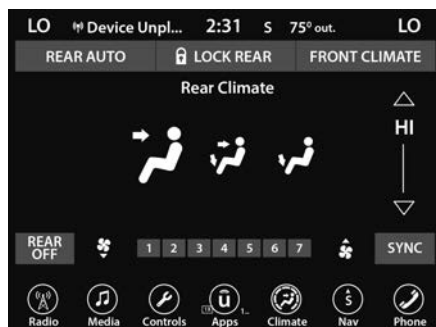 LO Device Unpl... 2:31 S 75⁰ out. LO
REAR AUTO LOCK REAR FRONT CLIMATE
Rear Climate
HI
REAR OFF 1 2 3 4 5 6 7 SYNC
Radio Media Controls Apps Climate Nav Phone